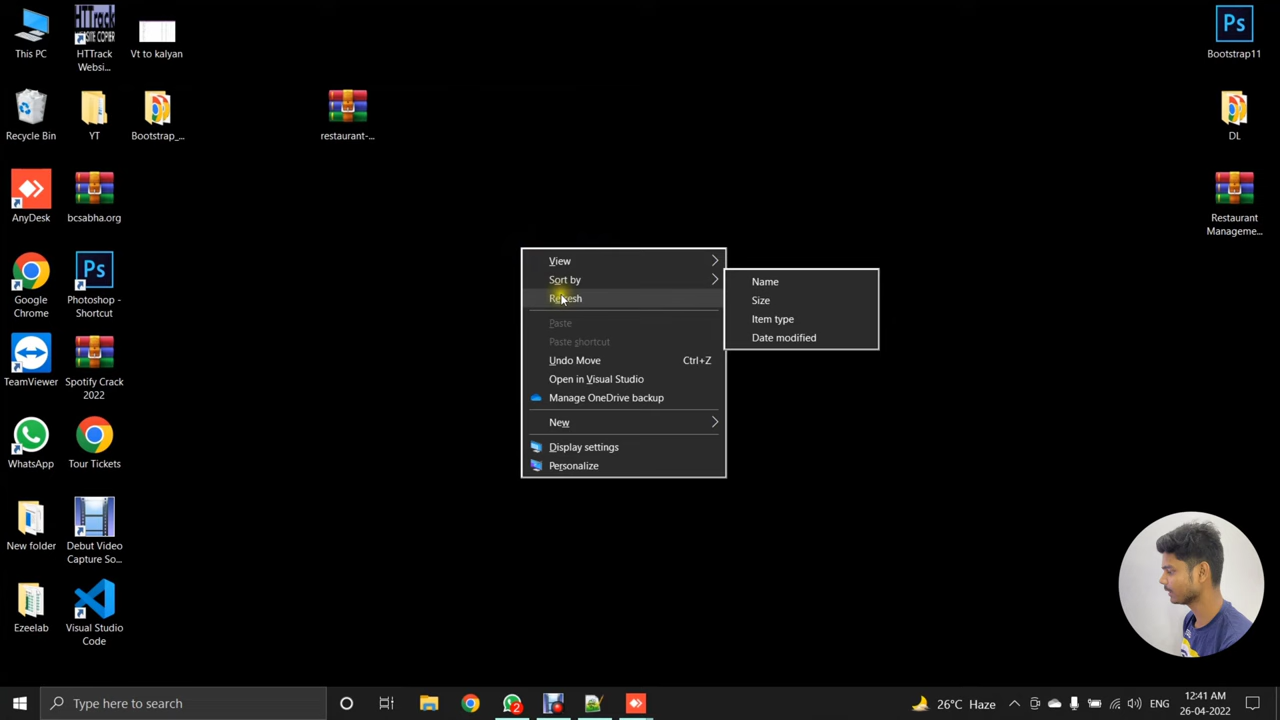 This PC
HTTrack
Websi...
Vt to kalyan
Ps
Bootstrap11
Recycle Bin
YT
Bootstrap_...
restaurant-...
DL
AnyDesk
bcsabha.org
Restaurant
Manageme...
Google
Chrome
Ps
Photoshop -
Shortcut
TeamViewer
Spotify Crack
2022
WhatsApp
Tour Tickets
New folder
Debut Video
Capture So...
Ezeelab
Visual Studio
Code
View
Sort by
Refresh
Paste
Paste shortcut
Undo Move Ctrl+Z
Open in Visual Studio
Manage OneDrive backup
New
Display settings
Personalize
Name
Size
Item type
Date modified
Type here to search
2
26°C Haze
ENG
12:41 AM
26-04-2022